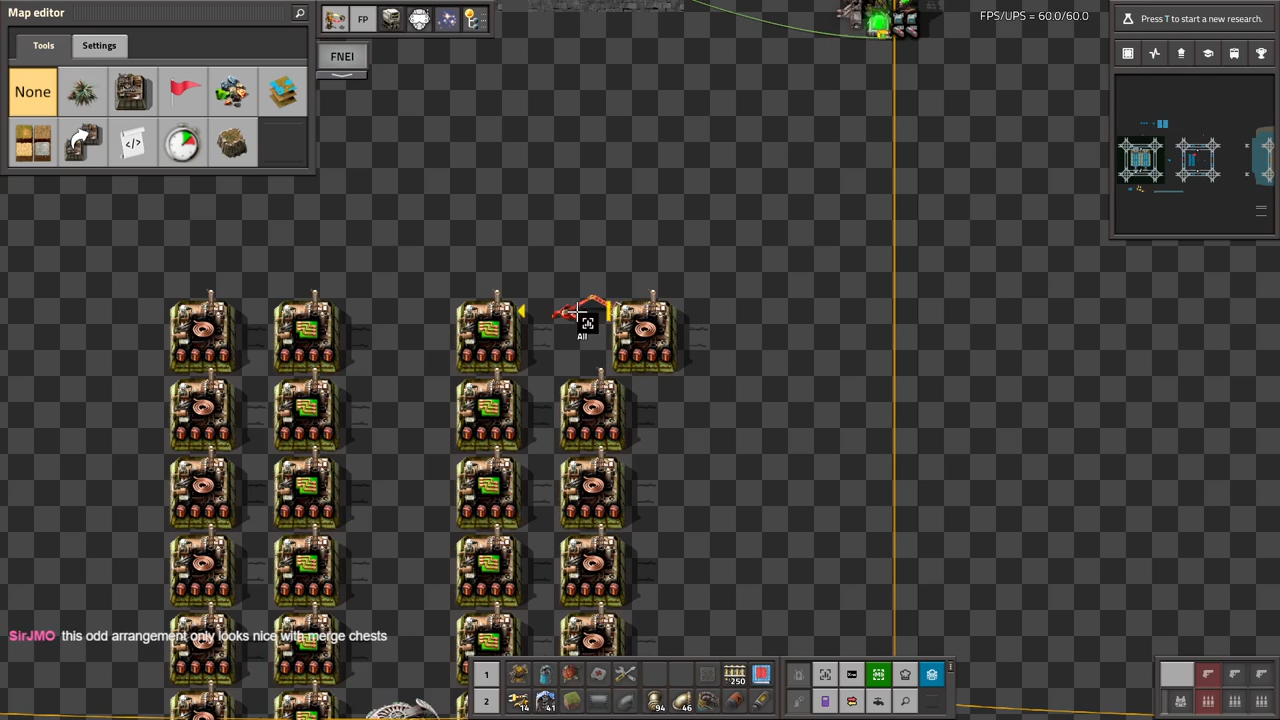 Map editor
FP
FPS/UPS = 60.0/60.0
Press T to start a new research.
Tools
Settings
FNEI
None
</>
All
SirJMO this odd arrangement only looks nice with merge chests
1
250
2
14
41
94
46